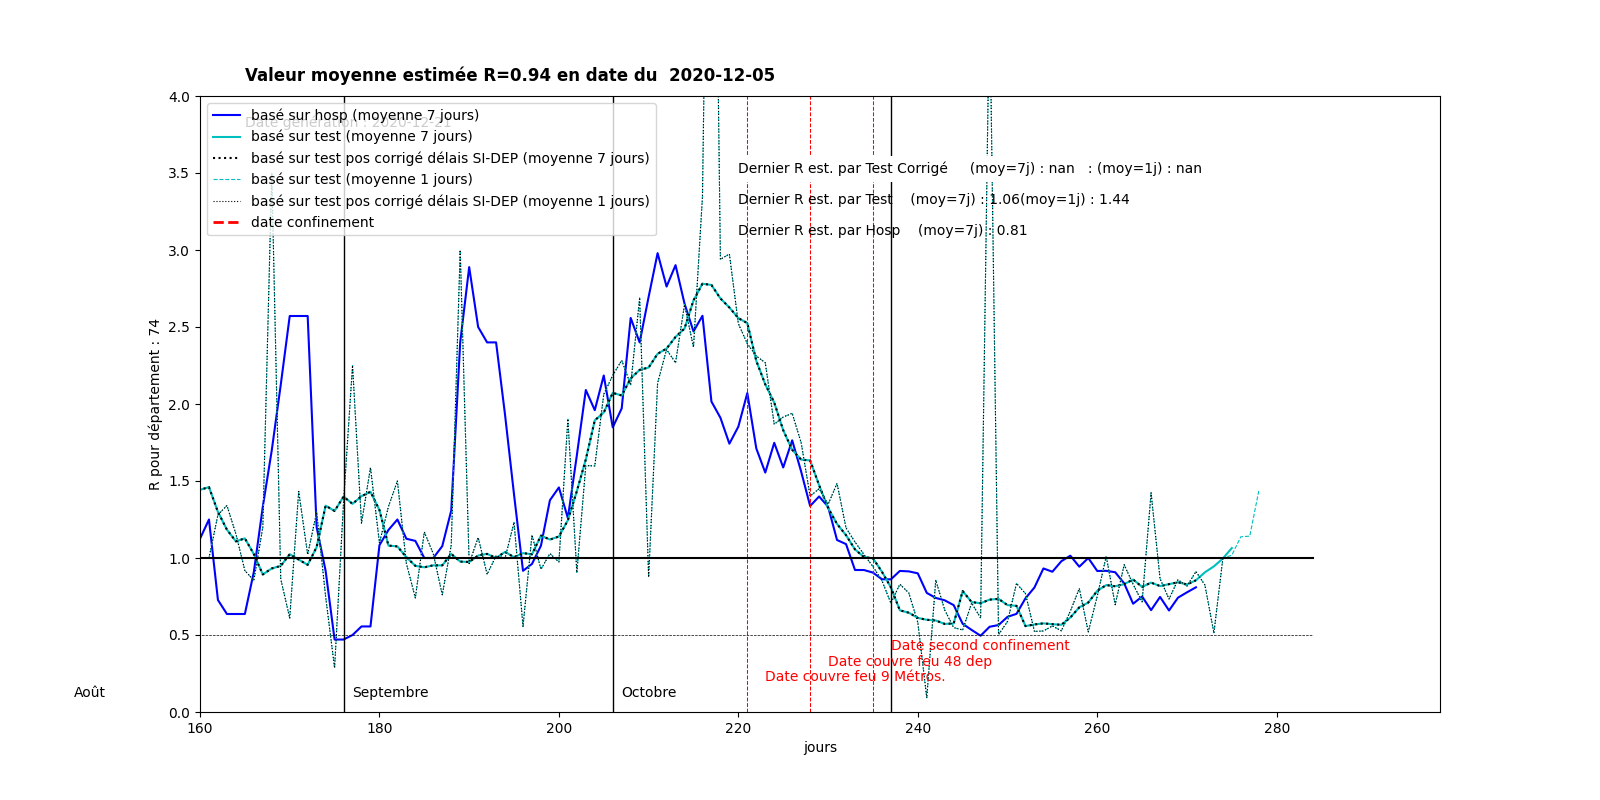 Valeur moyenne estimée R=0.94 en date du  2020-12-05
Date génération : 2020-12-21
basé sur hosp (moyenne 7 jours)
basé sur test (moyenne 7 jours)
basé sur test pos corrigé délais SI-DEP (moyenne 7 jours)
basé sur test (moyenne 1 jours)
basé sur test pos corrigé délais SI-DEP (moyenne 1 jours)
date confinement
Dernier R est. par Test Corrigé     (moy=7j) : nan   : (moy=1j) : nan
Dernier R est. par Test    (moy=7j) : 1.06(moy=1j) : 1.44
Dernier R est. par Hosp    (moy=7j) : 0.81
4.0
3.5
3.0
2.5
2.0
1.5
1.0
0.5
0.0
R pour département : 74
Date second confinement
Date couvre feu 48 dep
Date couvre feu 9 Métros.
Août
Septembre
Octobre
160
180
200
220
240
260
280
jours